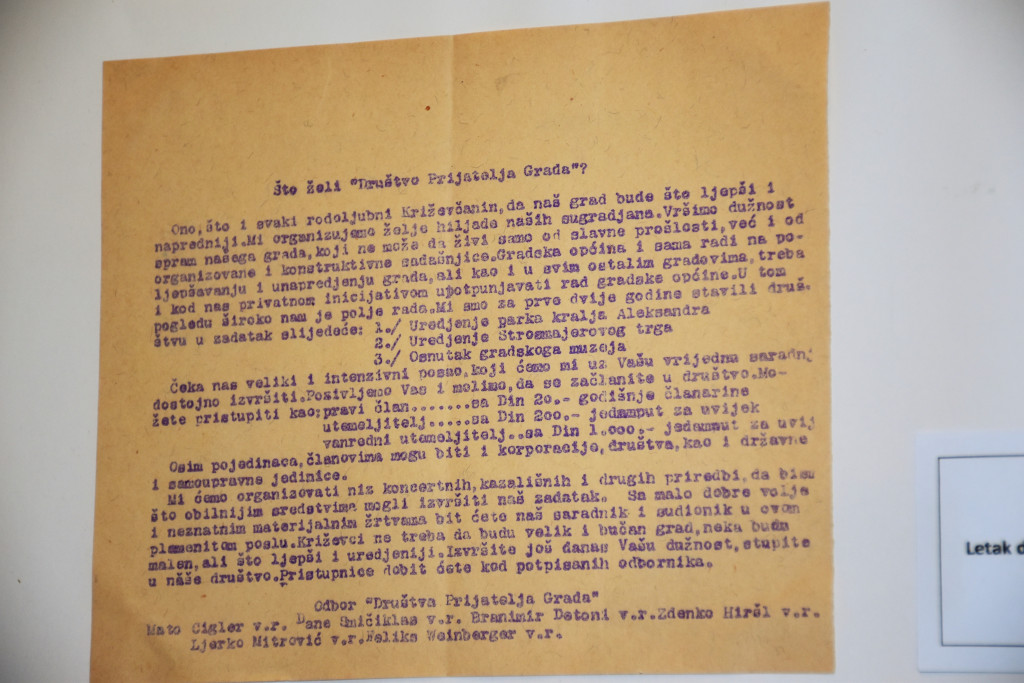 Što želi "Društvo Prijatelja Grada"?
Ono,što i svaki rodoljubni Križevčanin,da naš grad bude što ljepši i
napredniji.Mi organizujemo želje hiljade naših sugradjana.Vršimo dužnost
spram našega grada,koji ne može da živi samo od slavne prošlosti,već i od
organizovane i konstruktivne sadašnjice.Gradska općina i sama radi na po-
ljepšavanju i unapredjenju grada,ali kao i u svim ostalim gradovima,treba
i kod nas privatnom inicijativom upotpunjavati rad gradske općine.U tom
pogledu široko nam je polje rada.Mi smo za prve dvije godine stavili druš.
štvu u zadatak slijedeće: 1./ Uredjenje parka kralja Aleksandra
2./ Uredjenje Strosmajerovog trga
3./ Osnutak gradskoga muzeja
Čeka nas veliki i intenzivni posao,koji ćemo mi uz Vašu vrijednu saradnj
dostojno izvršiti.Pozivljemo Vas i molimo,da se začlanite u društvo.Mo-
žete pristupiti kao:pravi član.......sa Din 20.- godišnje članarine
utemeljitelj.....sa Din 200.- jedamput za uvijek
vanredni utemeljitelj..sa Din 1.000.- jedamput za uvij
Osim pojedinaca,članovima mogu biti i korporacije,društva,kao i državne
i samoupravne jedinice.
Mi ćemo organizovati niz koncertnih,kazališnih i drugih priredbi,da bismo
što obilnijim sredstvima mogli izvršiti naš zadatak. Sa malo dobre volje
i neznatnim materijalnim žrtvama bit ćete naš saradnik i sudionik u ovom
plemenitom poslu.Križevci ne treba da budu velik i bučan grad,neka budu
malen,ali što ljepši i uredjeniji.Izvršite još danas Vašu dužnost,stupite
u náše društvo.Pristupnice dobit ćete kod potpisanih odbornika.
Odbor "Društva Prijatelja Grada"
Mato Cigler v.r. Dane Smičiklas v.r. Branimir Detoni v.r.Zdenko Hiršl v.r.
Ljerko Mitrović v.r.Feliks Weinberger v.r.
Letak